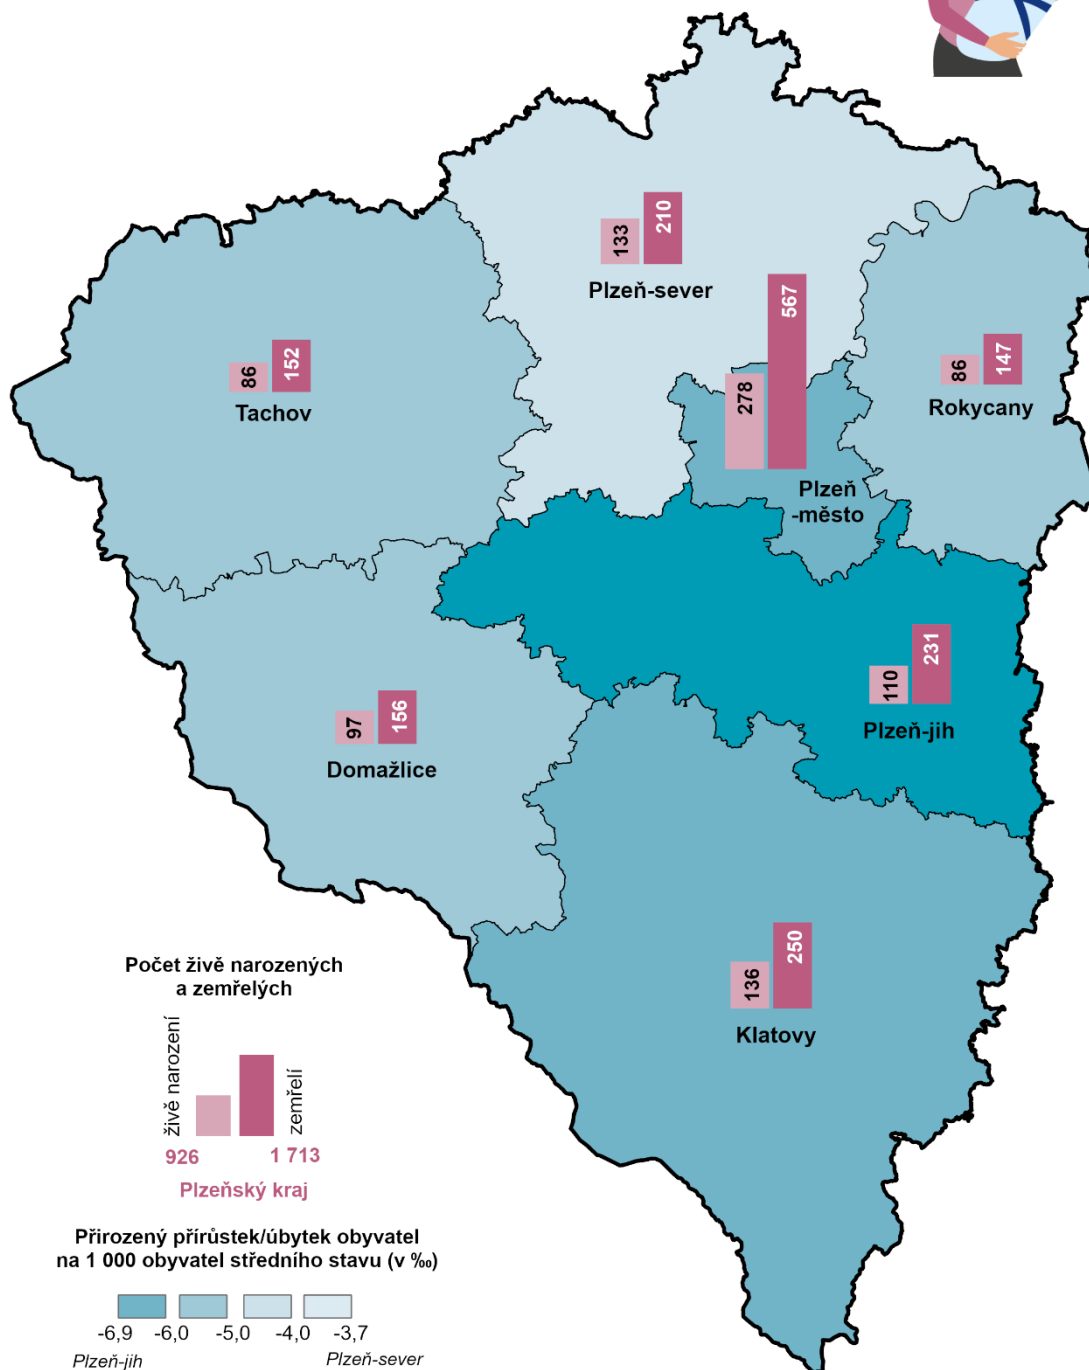 133
210
Plzeň-sever
567
278
Plzeň
-město
86
152
Tachov
86
147
Rokycany
110
231
Plzeň-jih
97
156
Domažlice
136
250
Klatovy
Počet živě narozených
a zemřelých
živě narození
zemřelí
926
1 713
Plzeňský kraj
Přirozený přírůstek/úbytek obyvatel
na 1 000 obyvatel středního stavu (v ‰)
-6,9 -6,0 -5,0 -4,0 -3,7
Plzeň-jih Plzeň-sever